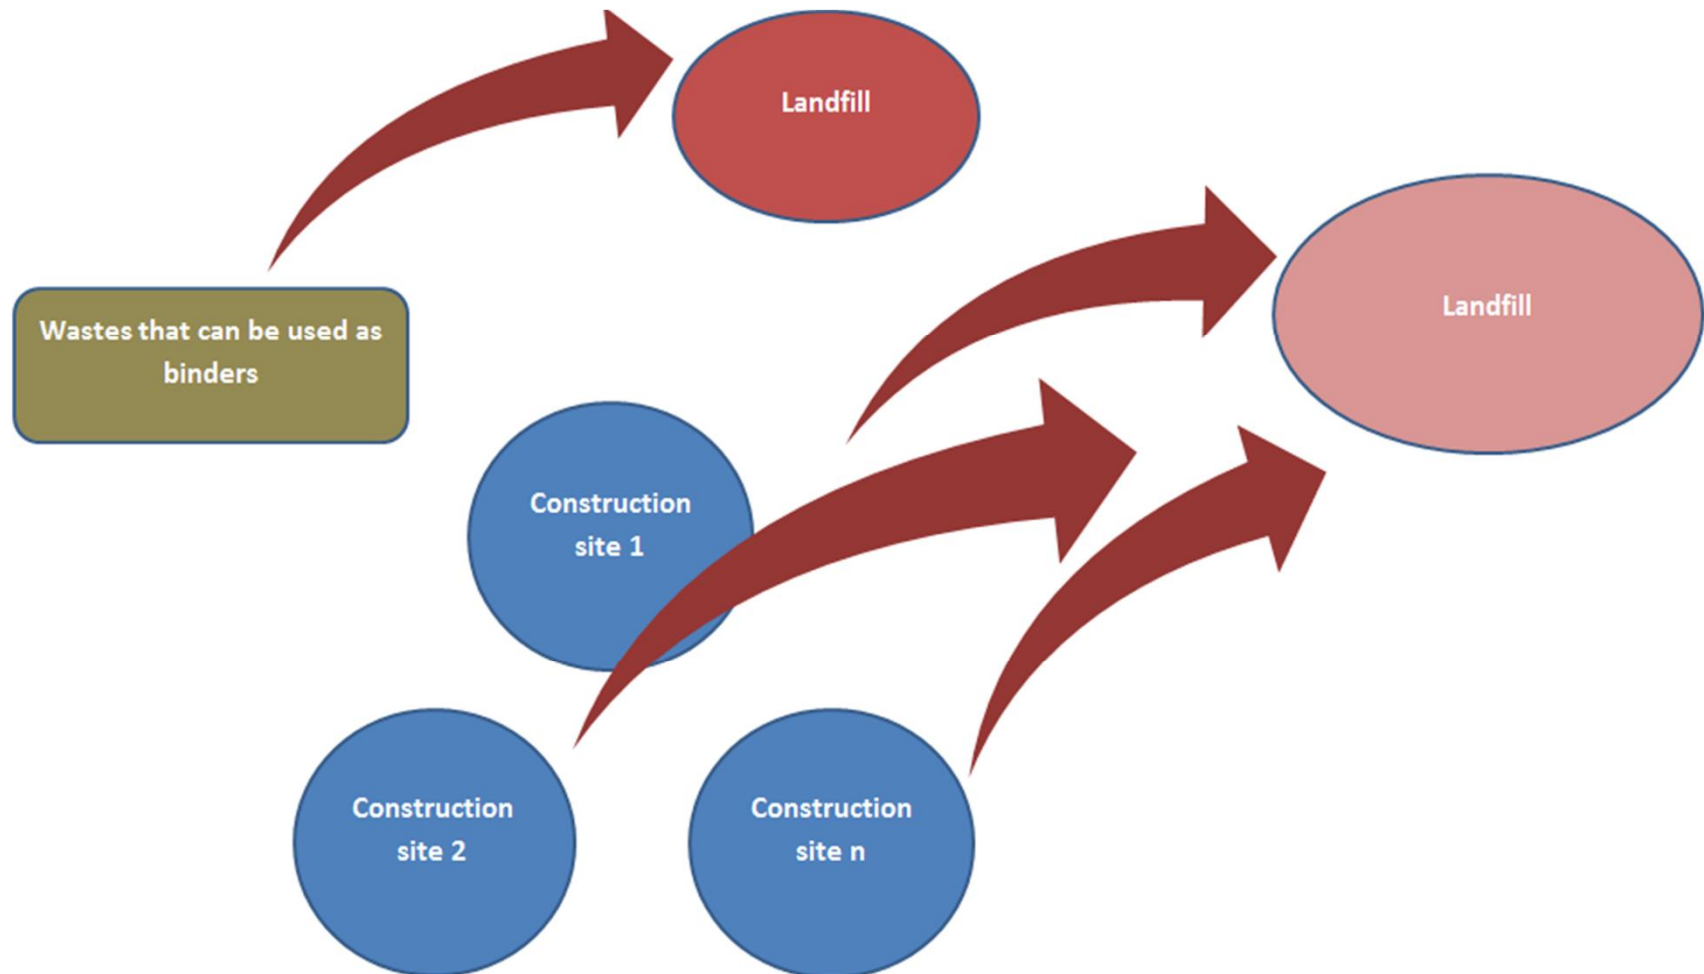 Landfill
Landfill
Wastes that can be used as
binders
Construction
site 1
Construction
site 2
Construction
site n